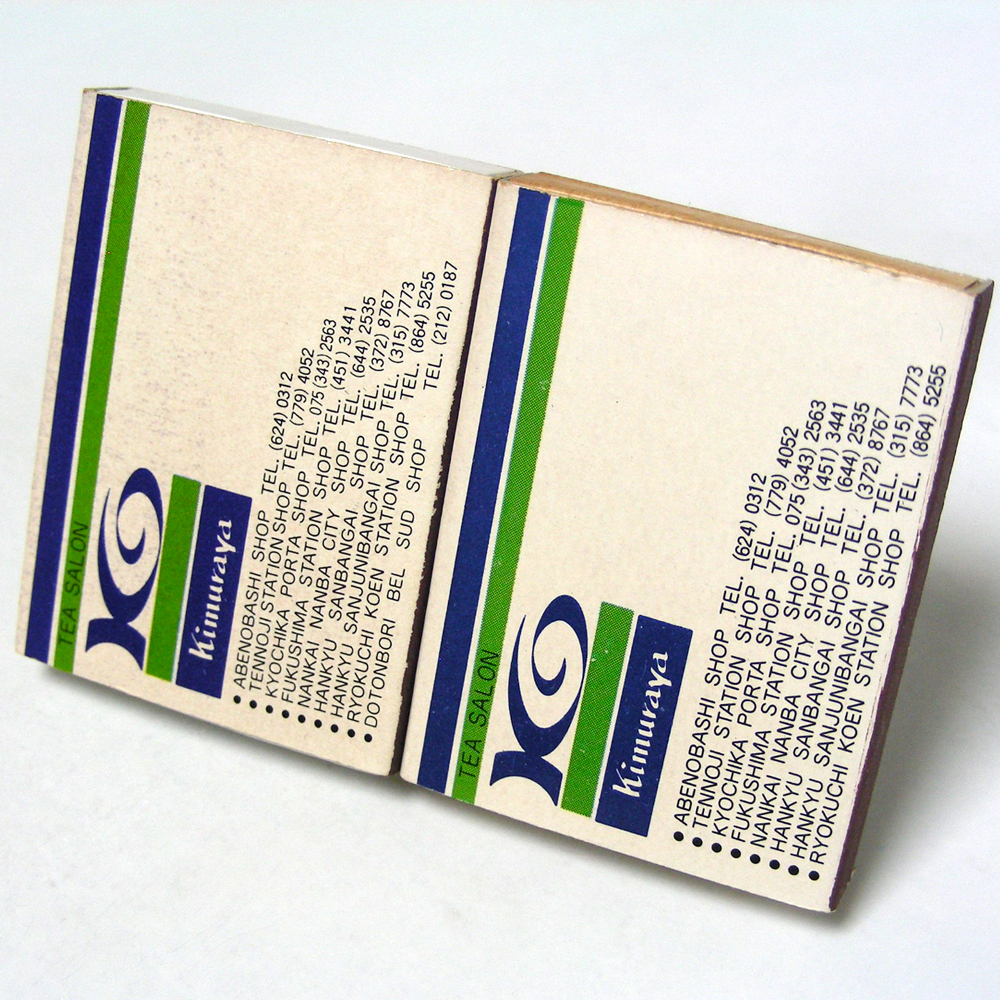 TEA SALON
Kimuraya
• ABENOBASHI SHOP TEL. (624) 0312
• TENNOJI STATION SHOP TEL. (779) 4052
• KYOCHIKA PORTA SHOP TEL. 075 (343) 2563
• FUKUSHIMA STATION SHOP TEL. (451) 3441
• NANKAI NANBA CITY SHOP TEL. (644) 2535
• HANKYU SANBANGAI SHOP TEL. (372) 8767
• HANKYU SANJUNIBANGAI SHOP TEL. (315) 7773
• RYOKUCHI KOEN STATION SHOP TEL. (864) 5255
• DOTONBORI BEL SUD SHOP TEL. (212) 0187
TEA SALON
Kimuraya
• ABENOBASHI SHOP TEL. (624) 0312
• TENNOJI STATION SHOP TEL. (779) 4052
• KYOCHIKA PORTA SHOP TEL. 075 (343) 2563
• FUKUSHIMA STATION SHOP TEL. (451) 3441
• NANKAI NANBA CITY SHOP TEL. (644) 2535
• HANKYU SANBANGAI SHOP TEL. (372) 8767
• HANKYU SANJUNIBANGAI SHOP TEL. (315) 7773
• RYOKUCHI KOEN STATION SHOP TEL. (864) 5255